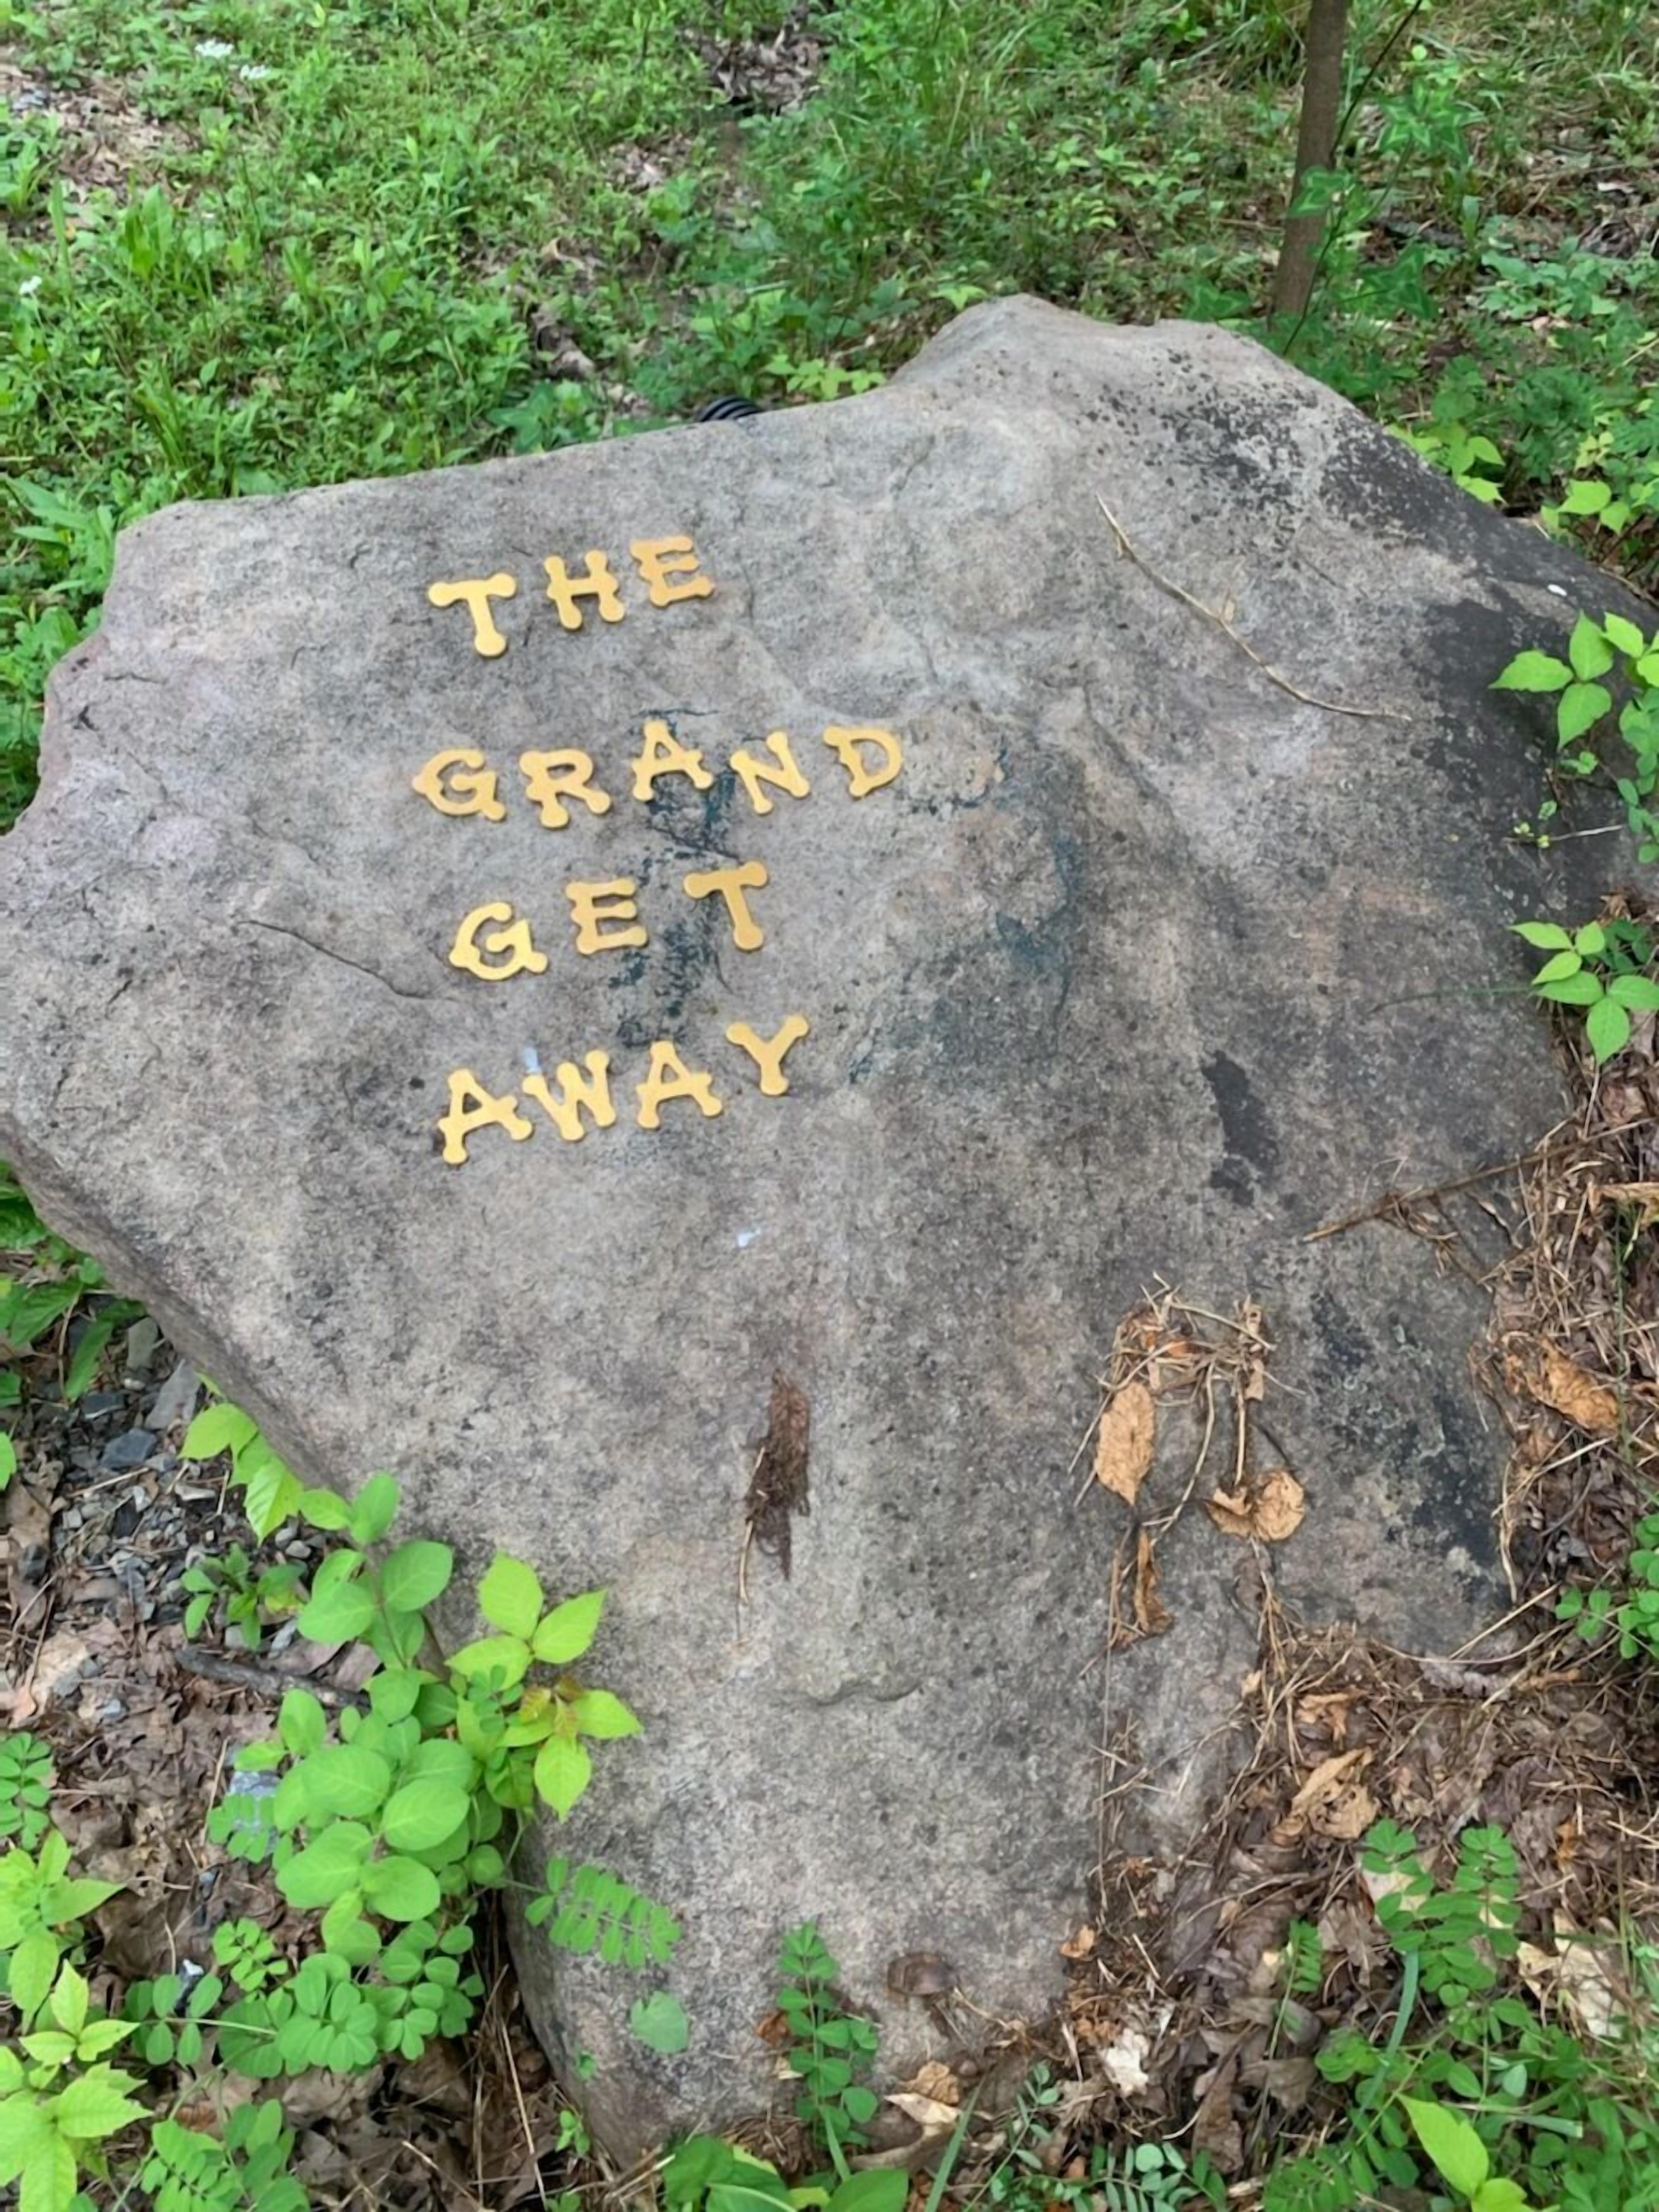 THE
GRAND
GET
AWAY